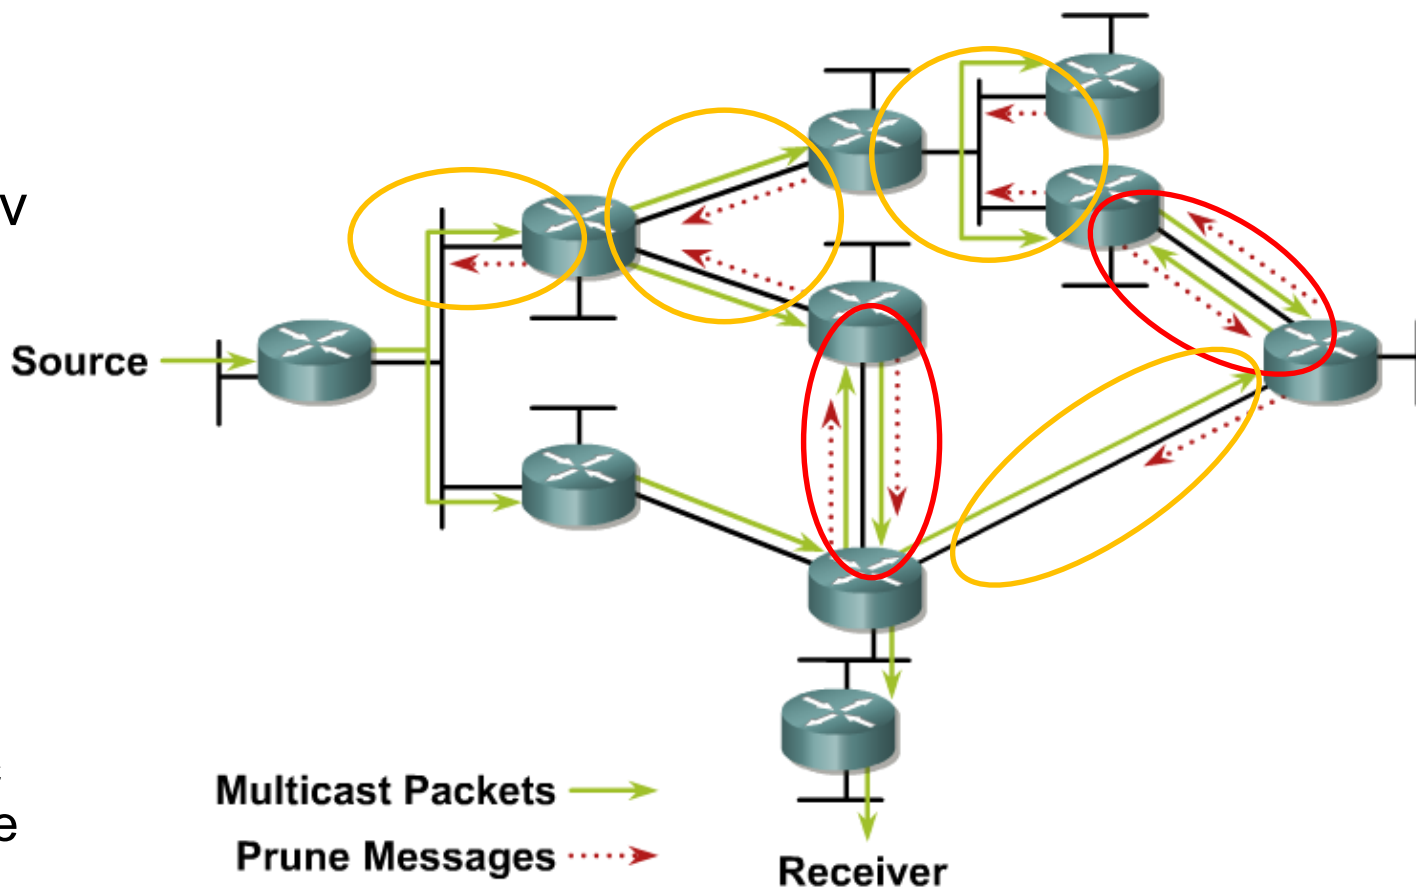 v
Source
e
Multicast Packets
Prune Messages
Receiver